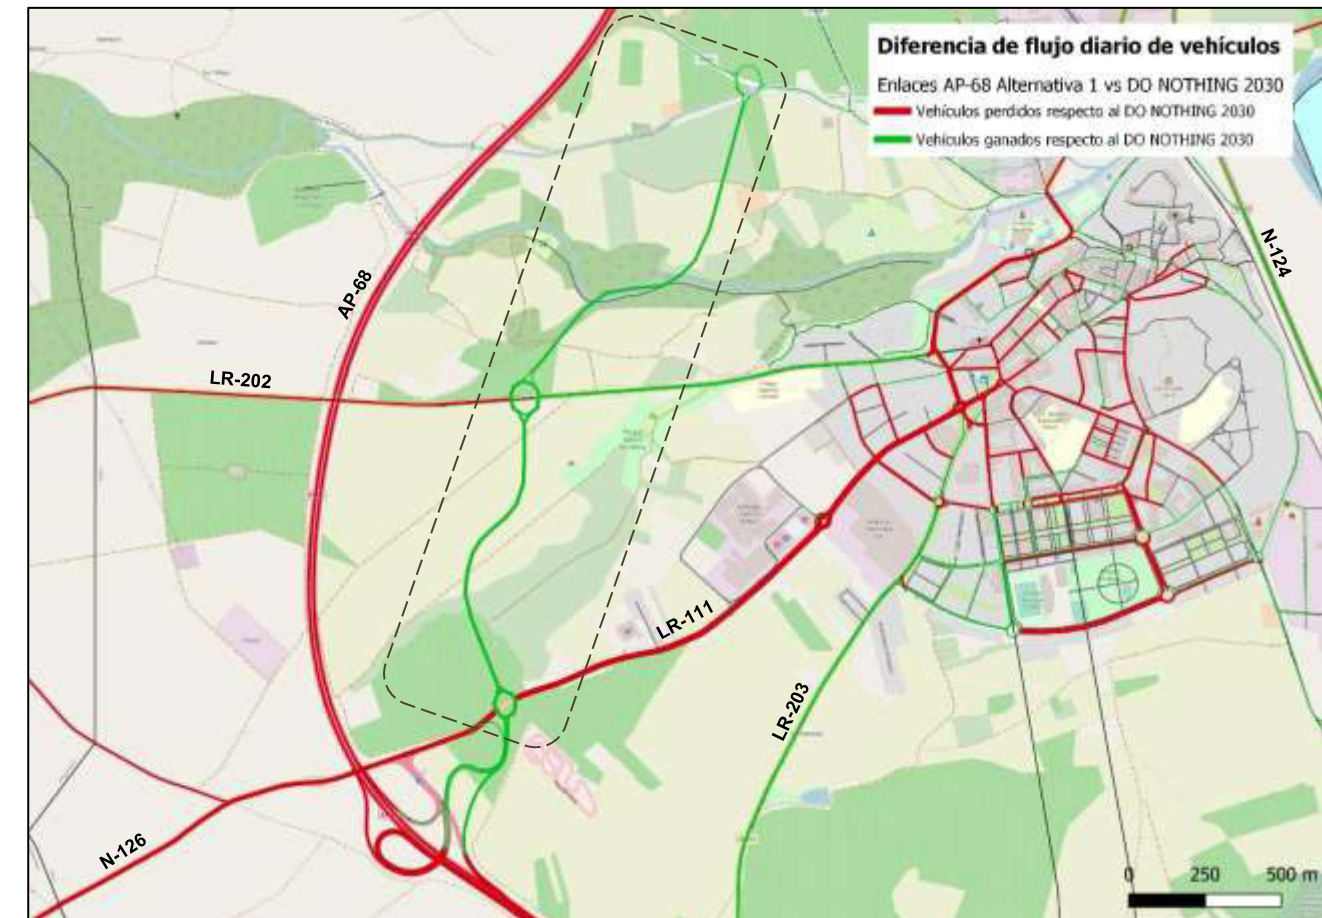 Diferencia de flujo diario de vehículos
Enlaces AP-68 Alternativa 1 vs DO NOTHING 2030
Vehículos perdidos respecto al DO NOTHING 2030
Vehículos ganados respecto al DO NOTHING 2030
N-124
AP-68
LR-202
LR-111
LR-203
N-126
0 250 500 m